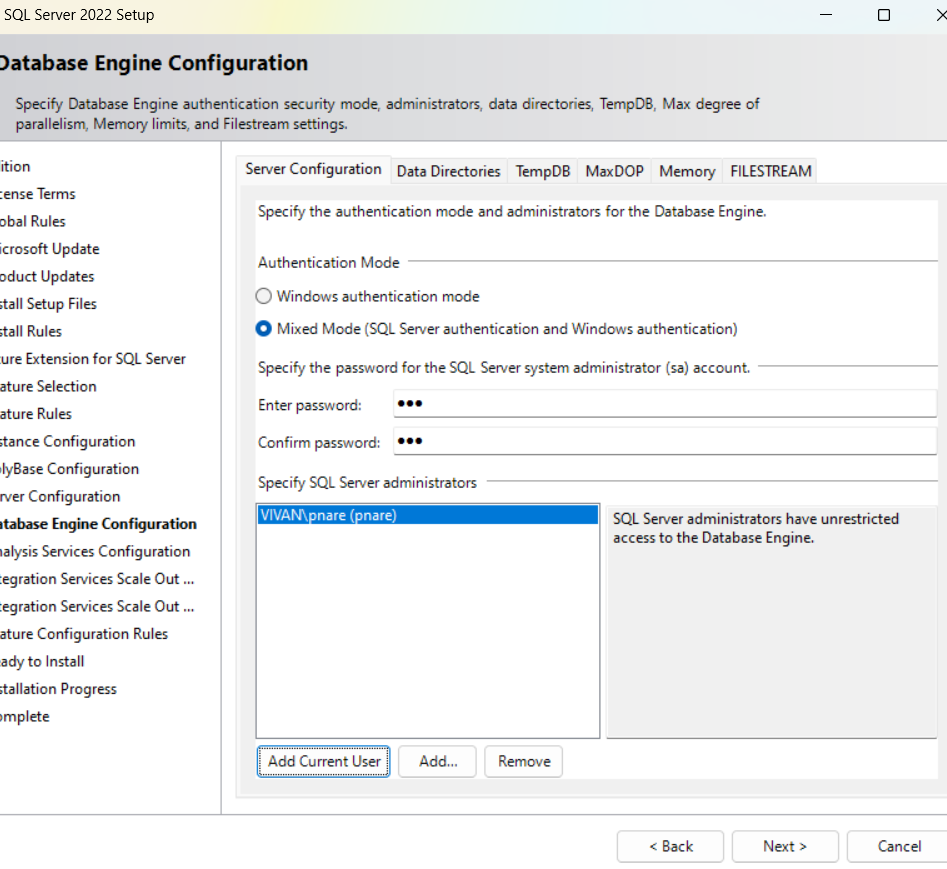 SQL Server 2022 Setup
Database Engine Configuration
Specify Database Engine authentication security mode, administrators, data directories, TempDB, Max degree of
parallelism, Memory limits, and Filestream settings.
ition
cense Terms
obal Rules
icrosoft Update
oduct Updates
stall Setup Files
stall Rules
ure Extension for SQL Server
ature Selection
ature Rules
stance Configuration
olyBase Configuration
rver Configuration
atabase Engine Configuration
nalysis Services Configuration
tegration Services Scale Out ...
tegration Services Scale Out ...
ature Configuration Rules
ady to Install
stallation Progress
omplete
Server Configuration Data Directories TempDB MaxDOP Memory FILESTREAM
Specify the authentication mode and administrators for the Database Engine.
Authentication Mode
Windows authentication mode
Mixed Mode (SQL Server authentication and Windows authentication)
Specify the password for the SQL Server system administrator (sa) account.
Enter password: ●●●
Confirm password: ●●●
Specify SQL Server administrators
VIVAN\pnare (pnare)
SQL Server administrators have unrestricted
access to the Database Engine.
Add Current User Add... Remove
< Back Next > Cancel